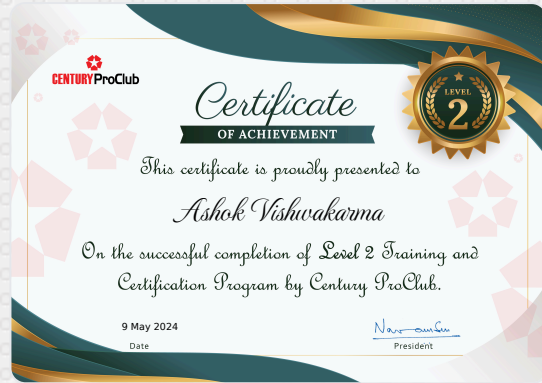 CENTURY ProClub
LEVEL
2
Certificate
OF ACHIEVEMENT
This certificate is proudly presented to
Ashok Vishwakarma
On the successful completion of Level 2 Training and
Certification Program by Century ProClub.
9 May 2024
Date
President